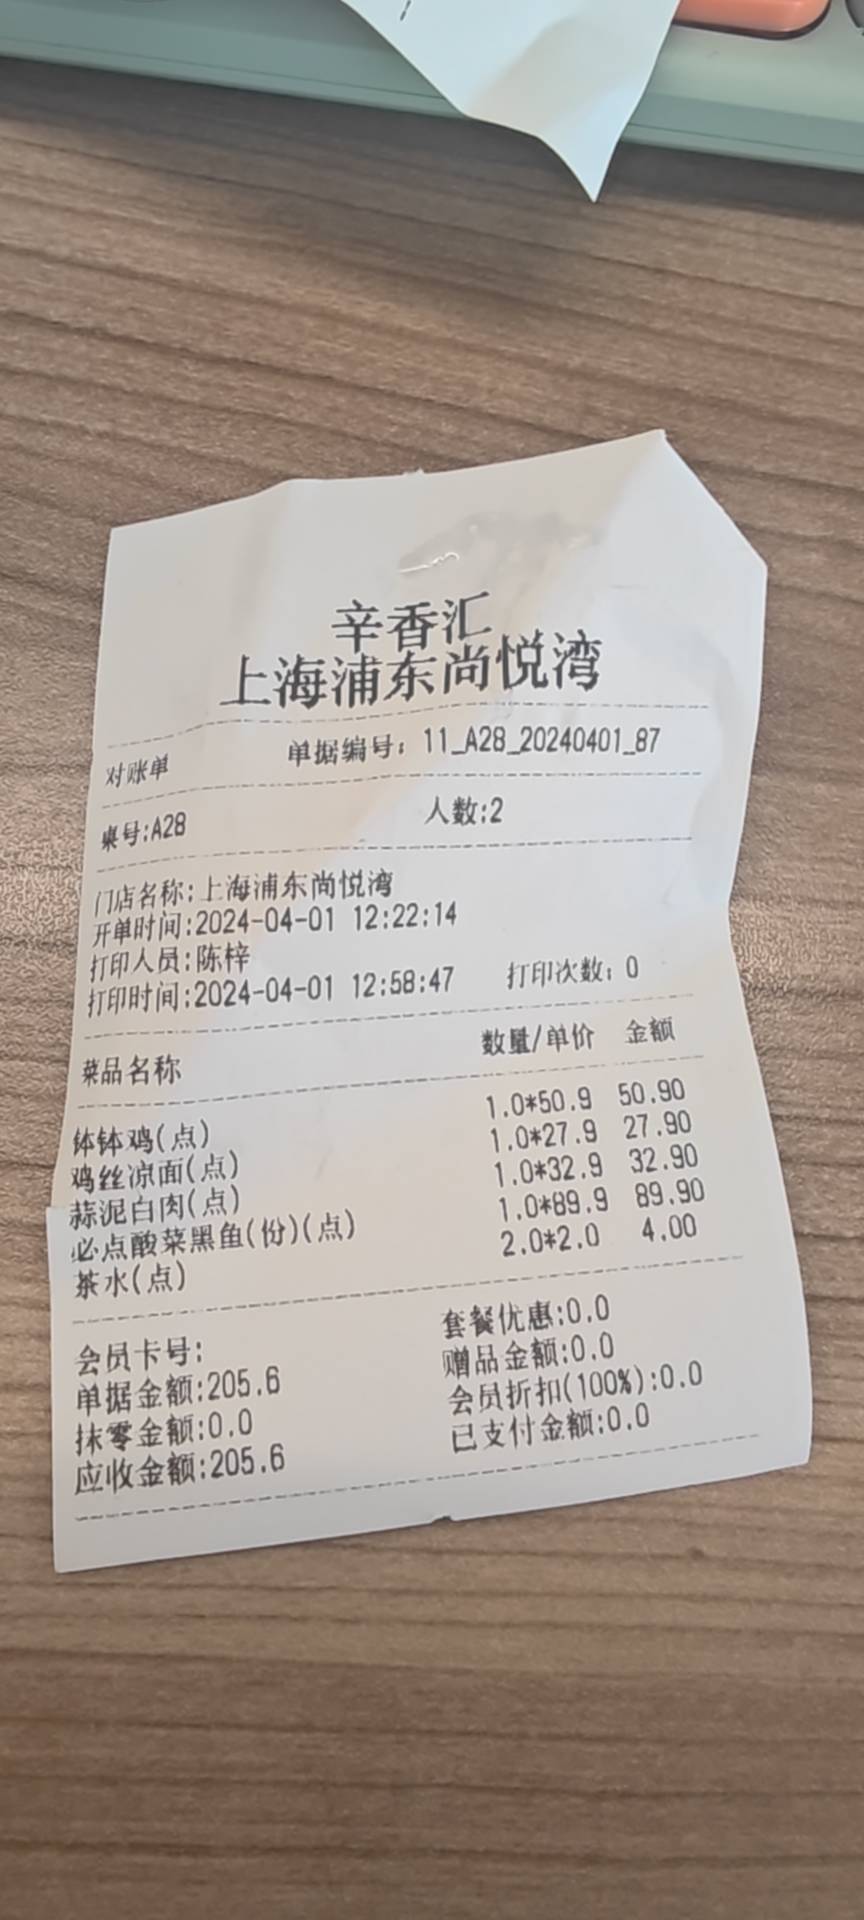 辛香汇
上海浦东尚悦湾
对账单 单据编号：11_A28_20240401_87
桌号:A28 人数:2
门店名称:上海浦东尚悦湾
开单时间:2024-04-01 12:22:14
打印人员:陈梓
打印时间:2024-04-01 12:58:47 打印次数：0
菜品名称 数量/单价 金额
钵钵鸡(点) 1.0*50.9 50.90
鸡丝凉面(点) 1.0*27.9 27.90
蒜泥白肉(点) 1.0*32.9 32.90
必点酸菜黑鱼(份)(点) 1.0*89.9 89.90
茶水(点) 2.0*2.0 4.00
会员卡号: 套餐优惠:0.0
单据金额:205.6 赠品金额:0.0
抹零金额:0.0 会员折扣(100%):0.0
应收金额:205.6 已支付金额:0.0